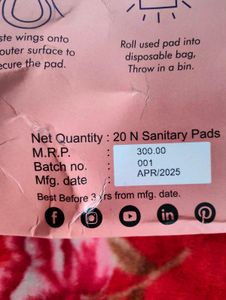 ste wings onto
outer surface to
ecure the pad.
Roll used pad into
disposable bag,
Throw in a bin.
Net Quantity : 20 N Sanitary Pads
M.R.P. : 300.00
Batch no. : 001
Mfg. date : APR/2025
Best Before 3 yrs from mfg. date.